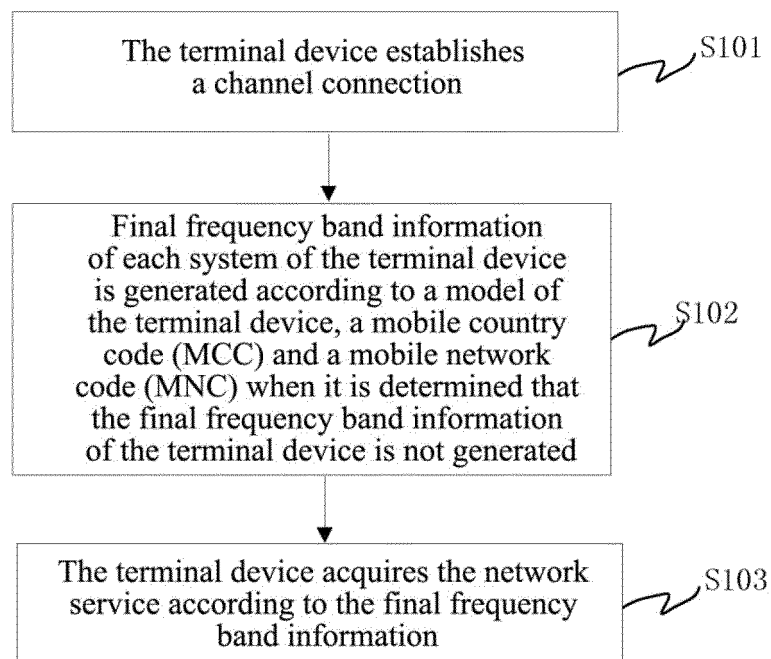 The terminal device establishes
a channel connection
S101
Final frequency band information
of each system of the terminal device
is generated according to a model of
the terminal device, a mobile country
code (MCC) and a mobile network
code (MNC) when it is determined that
the final frequency band information
of the terminal device is not generated
S102
The terminal device acquires the network
service according to the final frequency
band information
S103